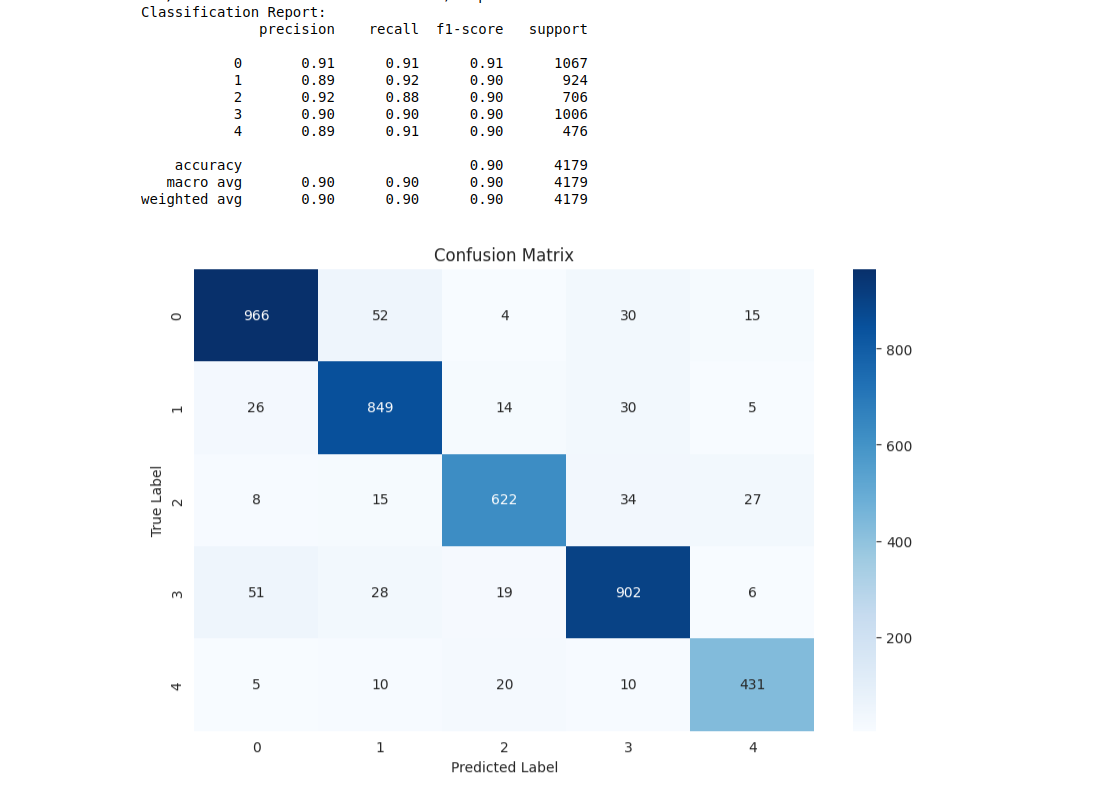 Classification Report:
precision recall f1-score support
0 0.91 0.91 0.91 1067
1 0.89 0.92 0.90 924
2 0.92 0.88 0.90 706
3 0.90 0.90 0.90 1006
4 0.89 0.91 0.90 476
accuracy 0.90 4179
macro avg 0.90 0.90 0.90 4179
weighted avg 0.90 0.90 0.90 4179
Confusion Matrix
0 966 52 4 30 15
1 26 849 14 30 5
2 8 15 622 34 27
3 51 28 19 902 6
4 5 10 20 431
0 1 2 3 4
True Label
Predicted Label
800
600
400
200